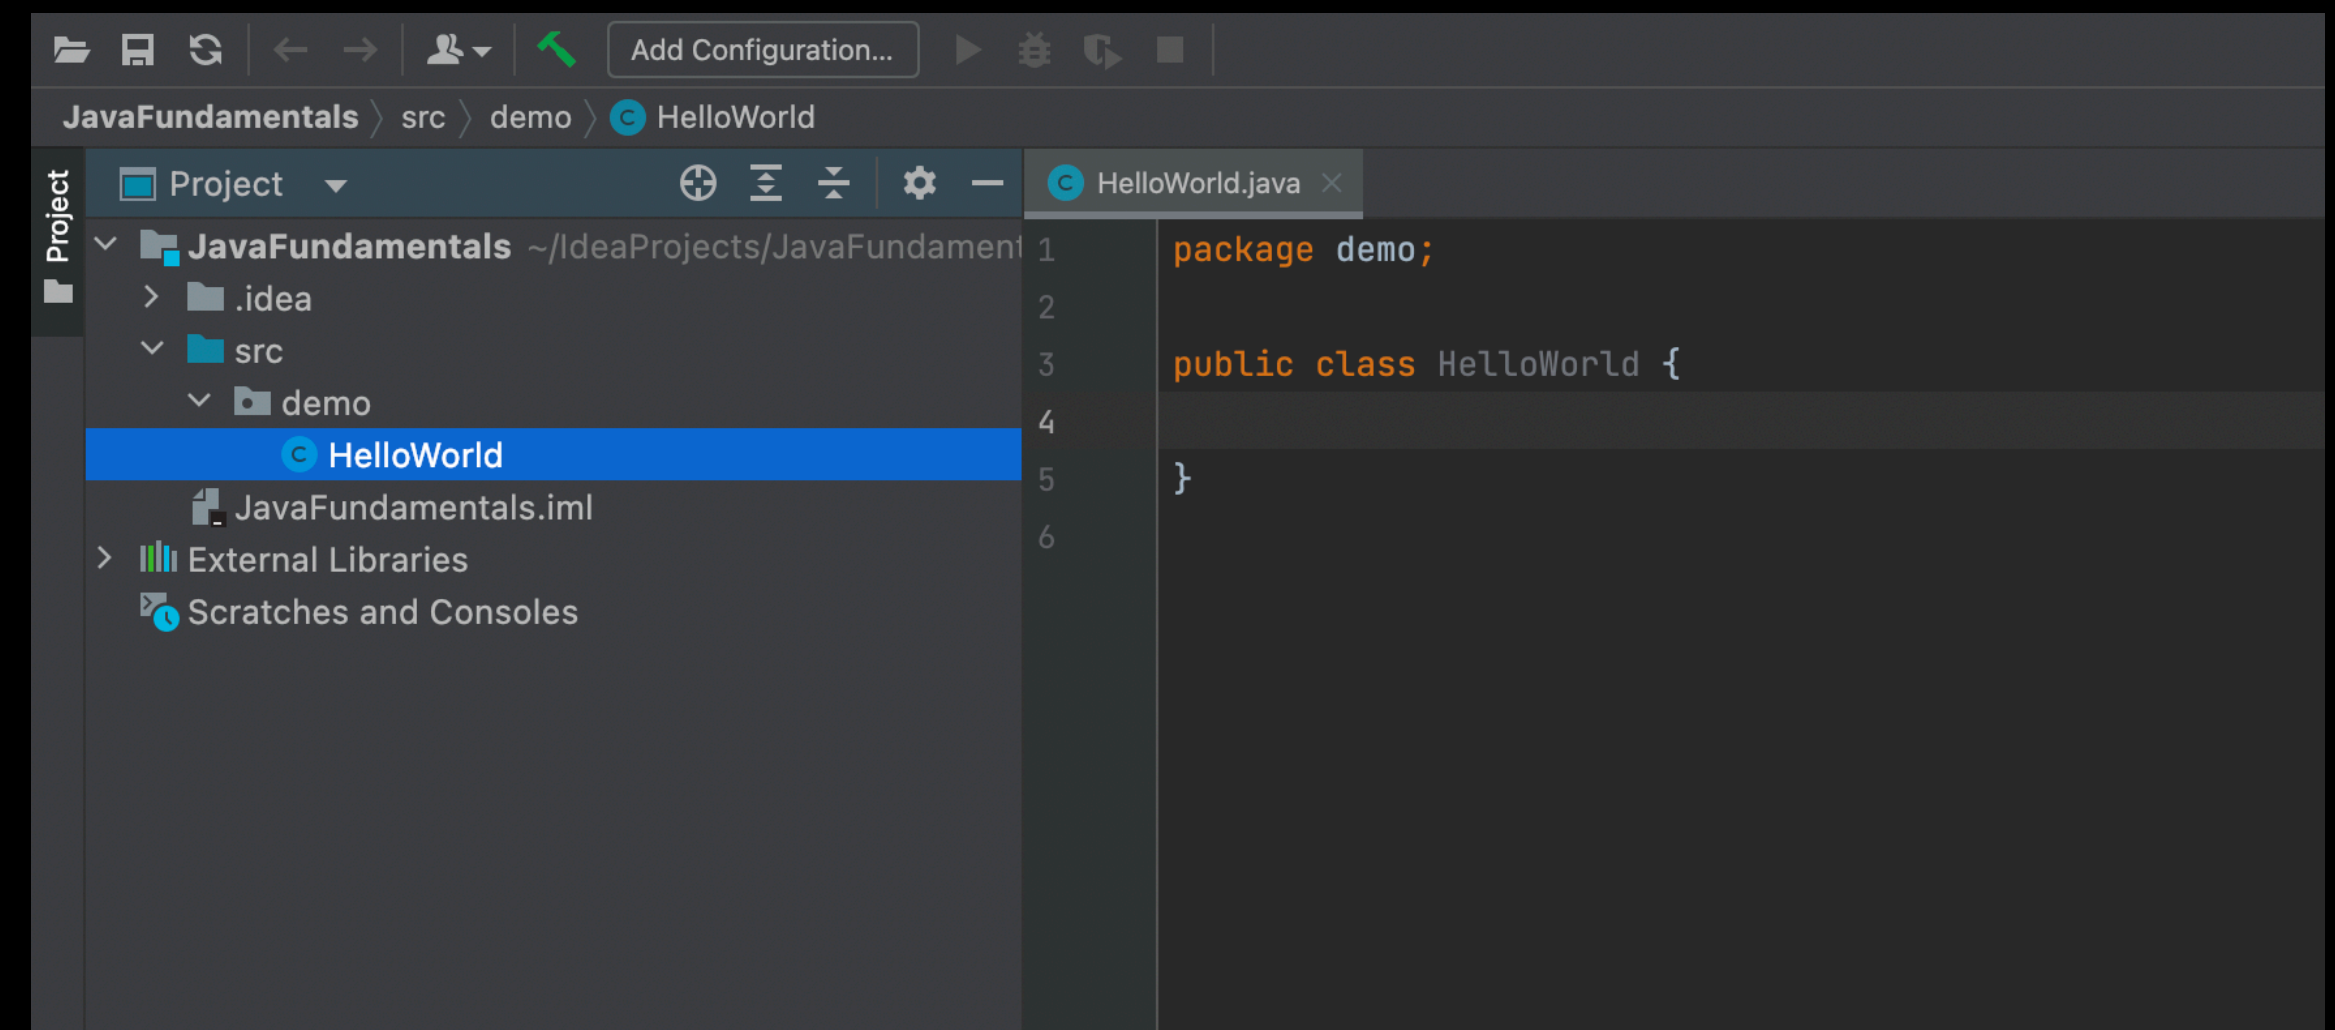 Add Configuration...
JavaFundamentals src demo C HelloWorld
Project
Project
JavaFundamentals ~/IdeaProjects/JavaFundament
.idea
src
demo
C HelloWorld
JavaFundamentals.iml
External Libraries
Scratches and Consoles
C HelloWorld.java
1 package demo;
2
3 public class HelloWorld {
4
5 }
6